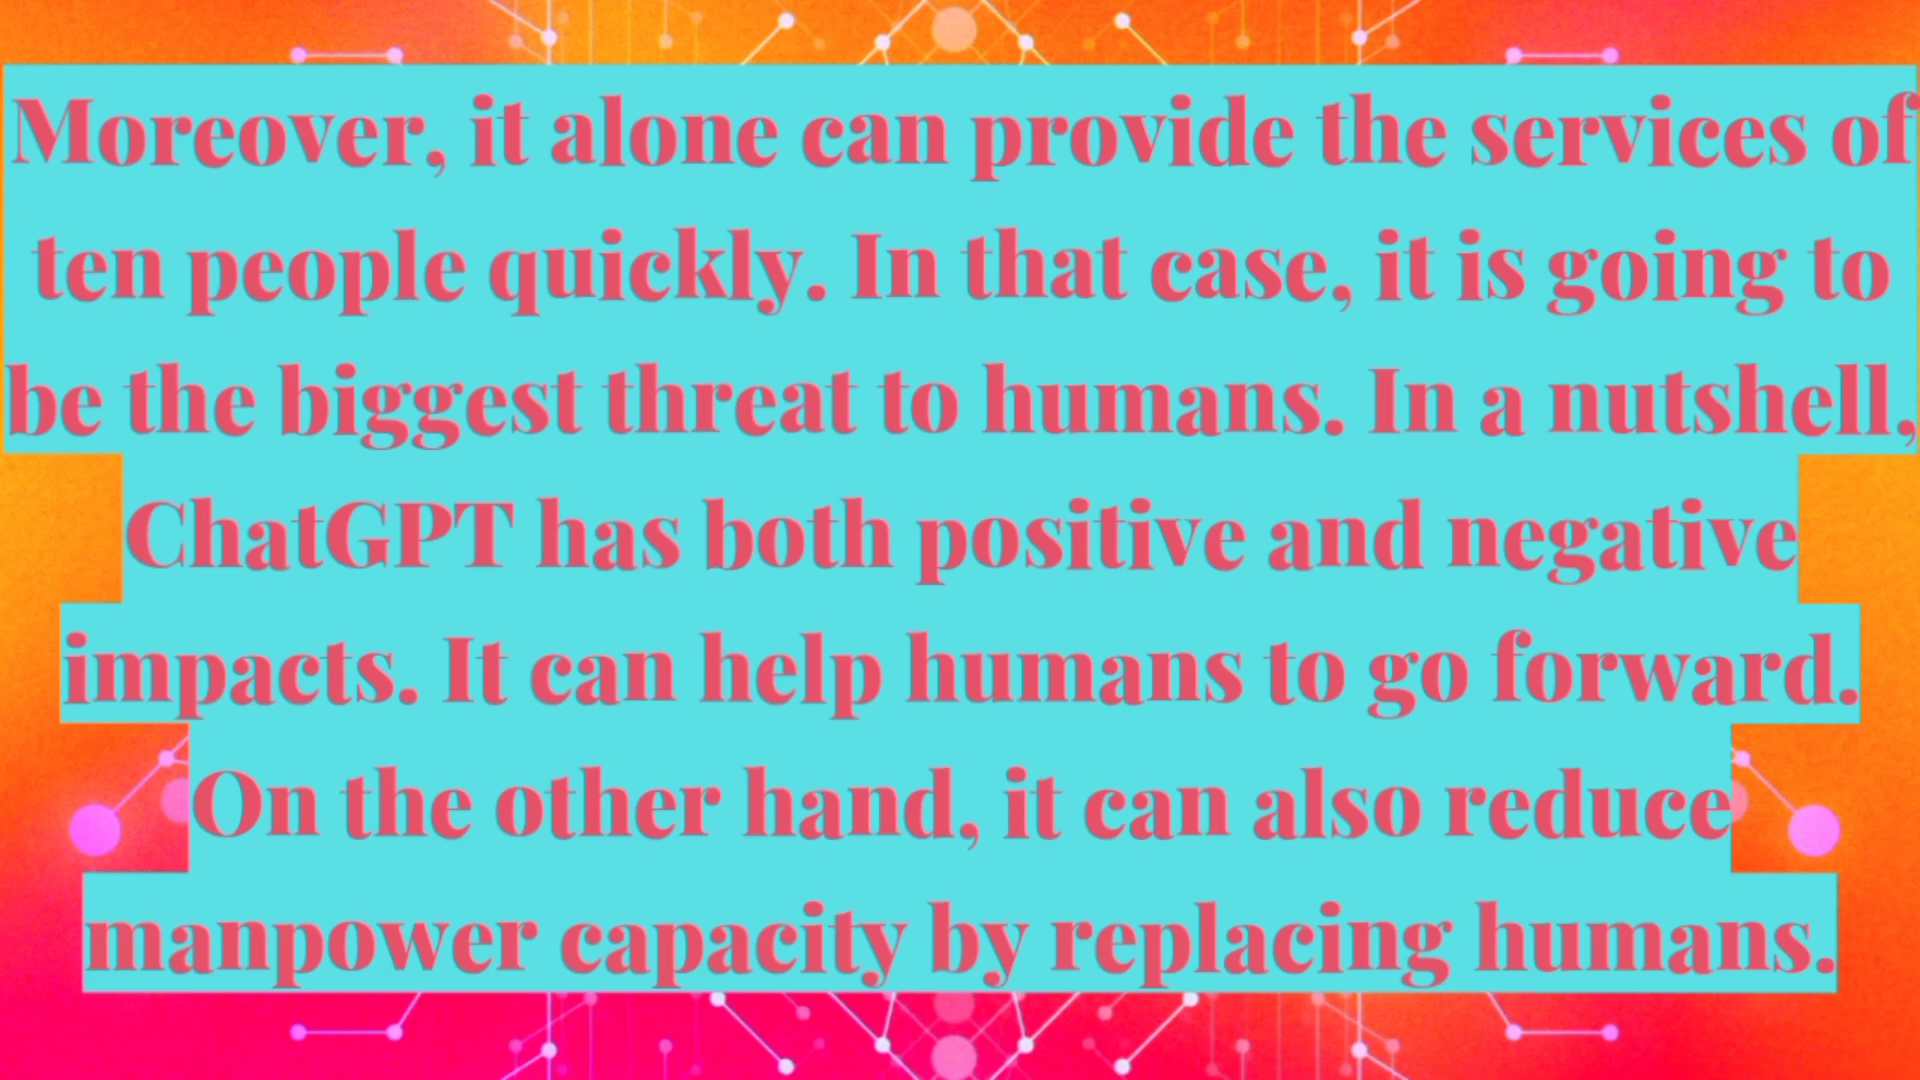 Moreover, it alone can provide the services of
ten people quickly. In that case, it is going to
be the biggest threat to humans. In a nutshell,
ChatGPT has both positive and negative
impacts. It can help humans to go forward.
On the other hand, it can also reduce
manpower capacity by replacing humans.